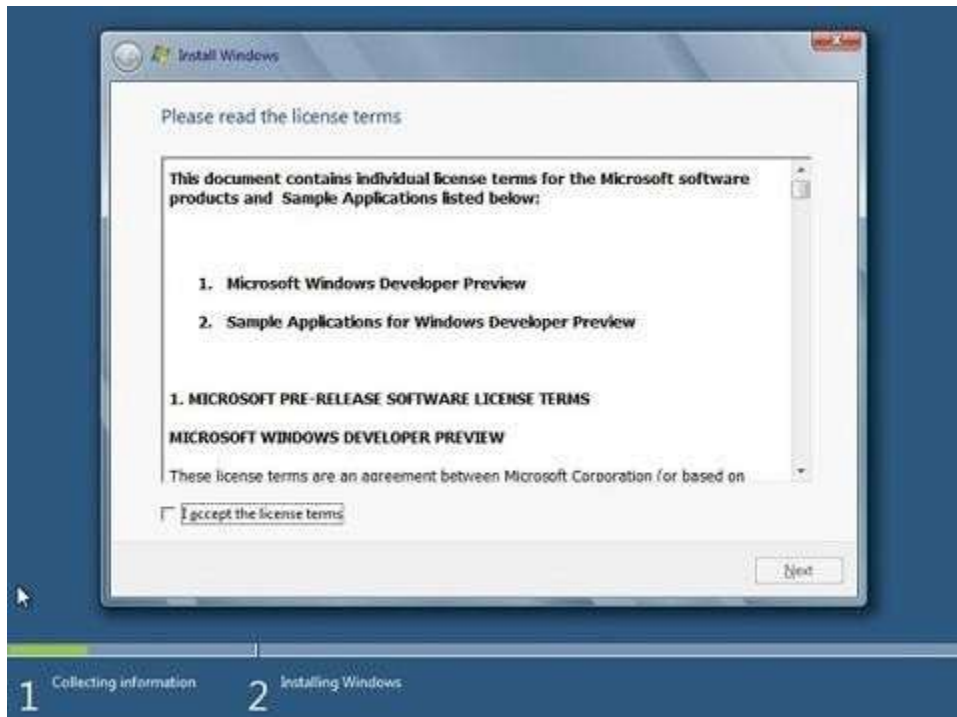 Install Windows
Please read the license terms
This document contains individual license terms for the Microsoft software
products and Sample Applications listed below:
1. Microsoft Windows Developer Preview
2. Sample Applications for Windows Developer Preview
1. MICROSOFT PRE-RELEASE SOFTWARE LICENSE TERMS
MICROSOFT WINDOWS DEVELOPER PREVIEW
These license terms are an agreement between Microsoft Corporation (or based on
I accept the license terms
Next
1 Collecting information
2 Installing Windows